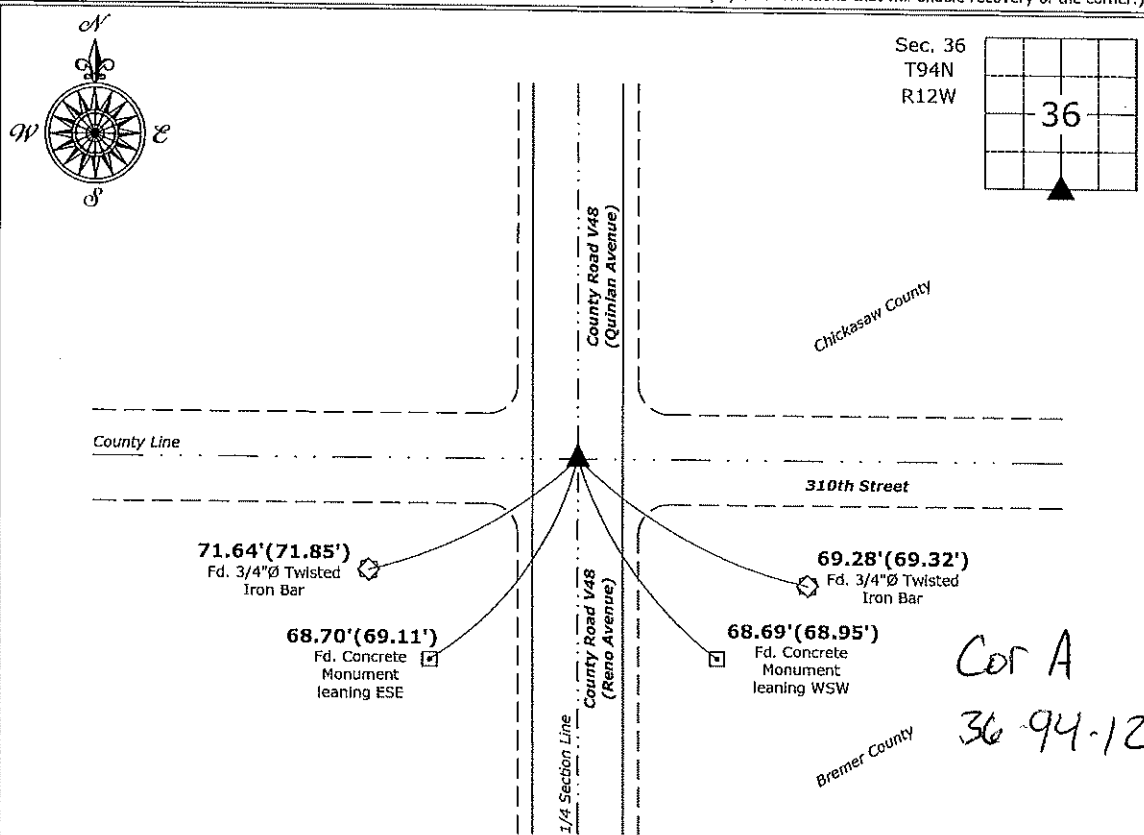 N
W
E
S
Sec. 36
T94N
R12W
36
County Road V48
(Quinlan Avenue)
Chickasaw County
County Line
310th Street
71.64'(71.85')
Fd. 3/4"Ø Twisted
Iron Bar
69.28'(69.32')
Fd. 3/4"Ø Twisted
Iron Bar
68.70'(69.11')
Fd. Concrete
Monument
leaning ESE
68.69'(68.95')
Fd. Concrete
Monument
leaning WSW
County Road V48
(Reno Avenue)
1/4 Section Line
Bremer County
Cor A
36-94-12